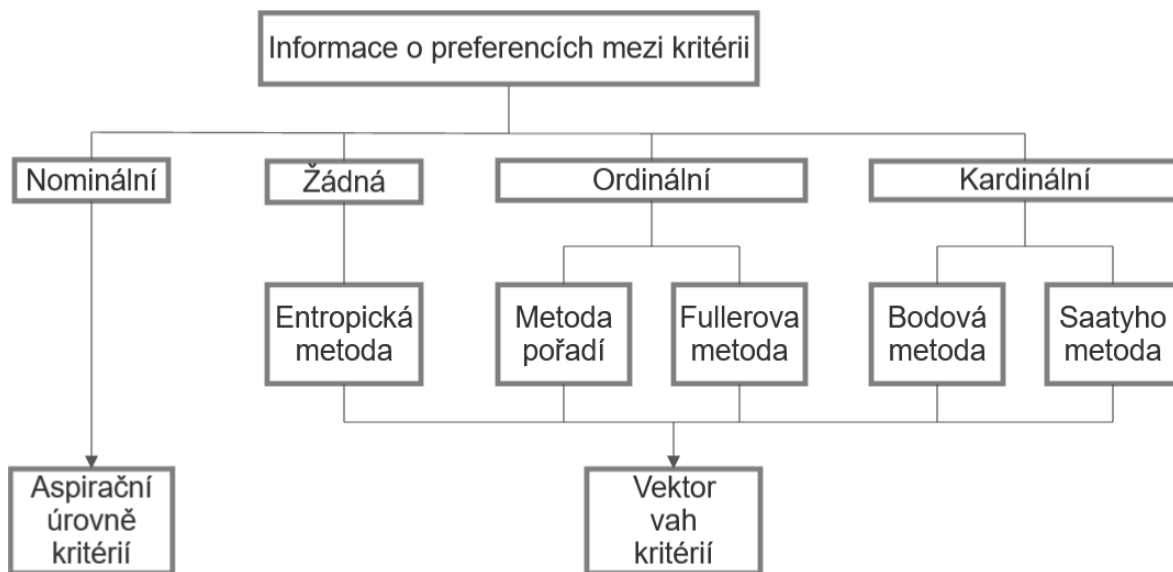 Informace o preferencích mezi kritérii
Nominální
Žádná
Ordinální
Kardinální
Entropická
metoda
Metoda
pořadí
Fullerova
metoda
Bodová
metoda
Saatyho
metoda
Aspirační
úrovně
kritérií
Vektor
vah
kritérií